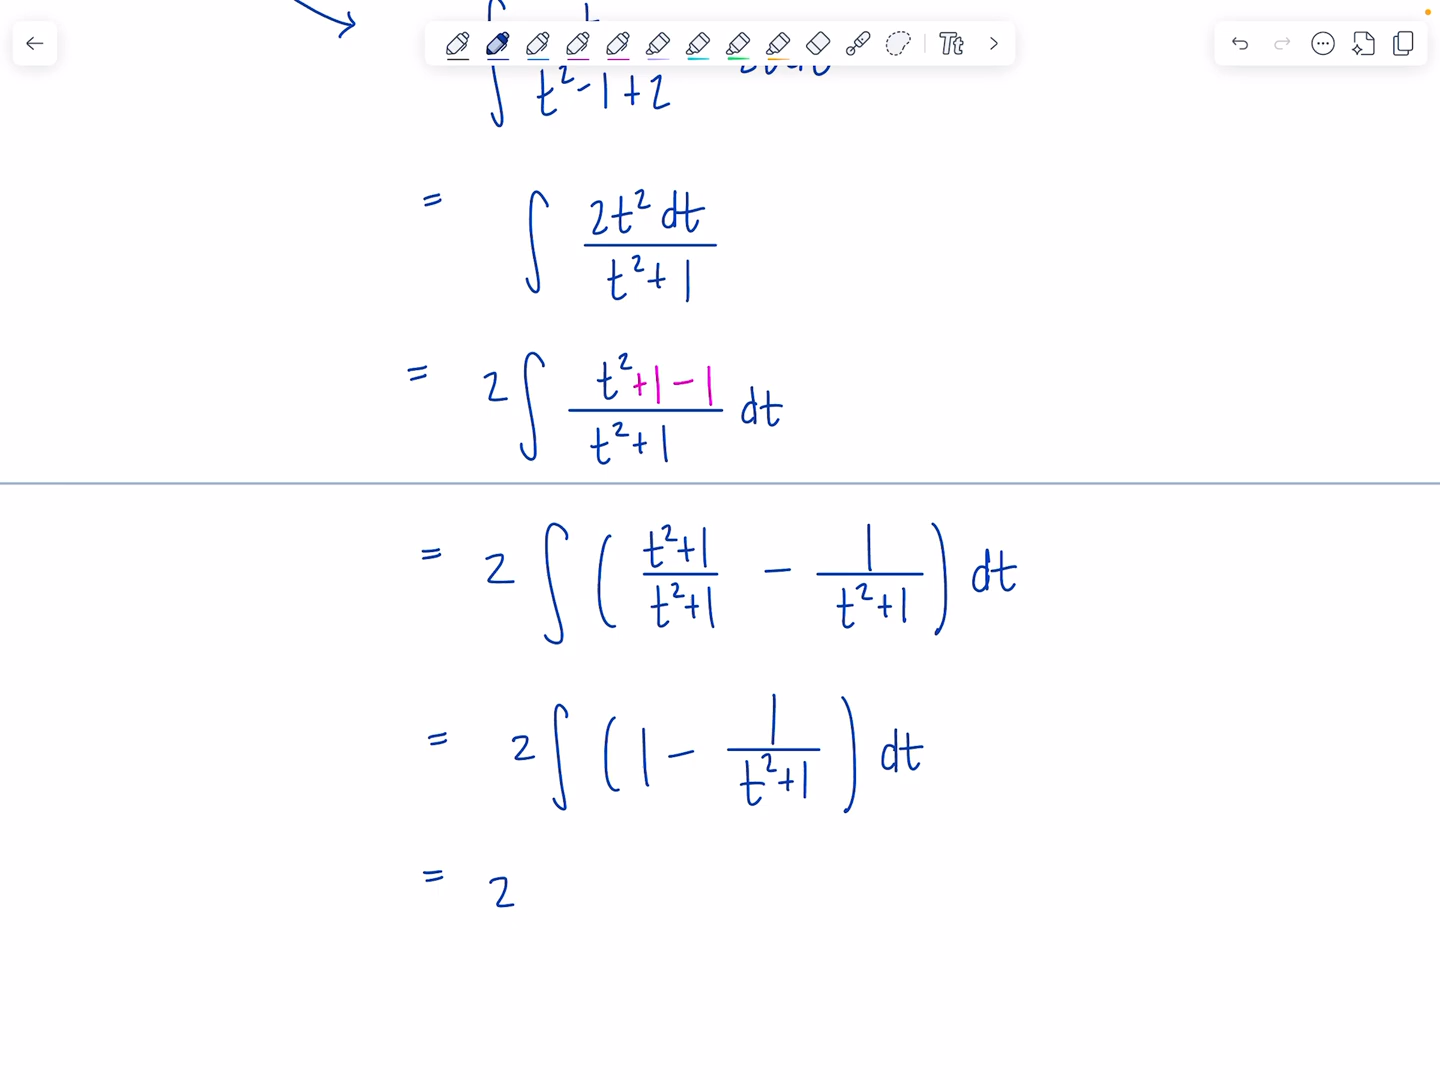 Tt
∫ t / (t² - 1 + 2)
= ∫ 2t² dt / (t² + 1)
= 2 ∫ (t² + 1 - 1) / (t² + 1) dt
= 2 ∫ ( (t² + 1) / (t² + 1) - 1 / (t² + 1) ) dt
= 2 ∫ ( 1 - 1 / (t² + 1) ) dt
= 2